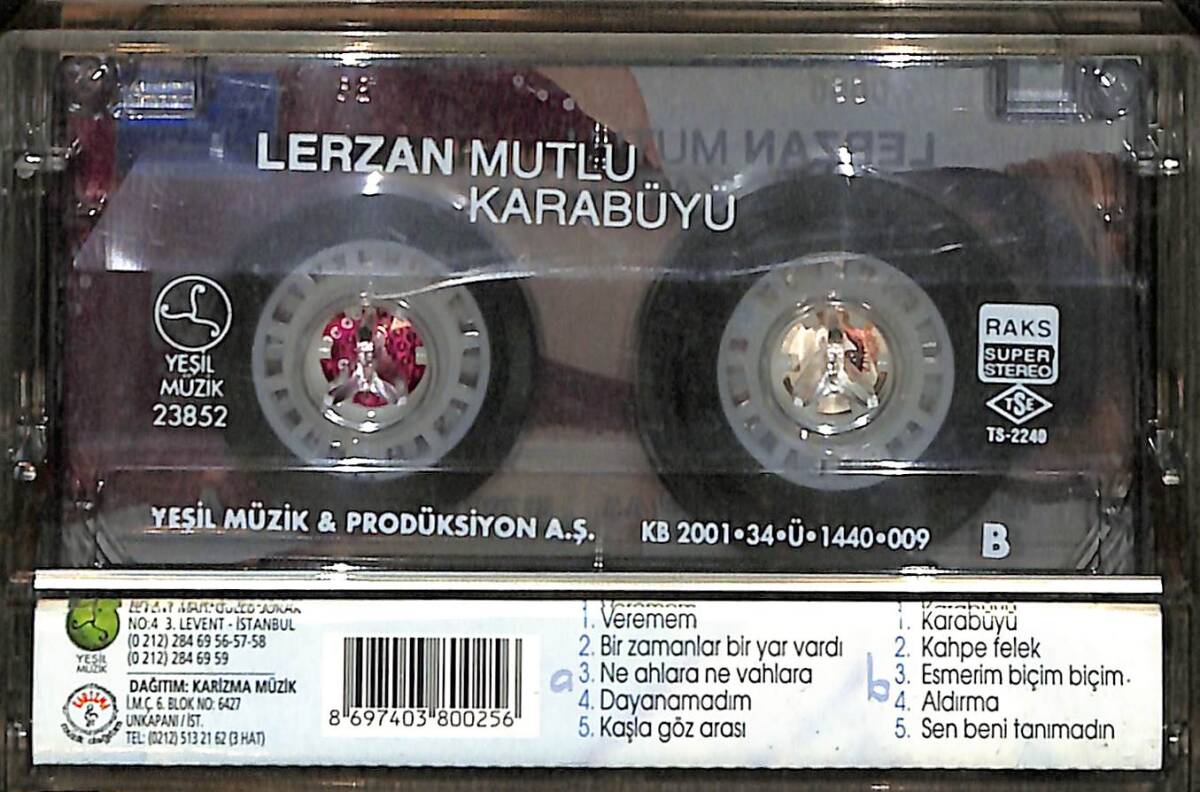 LERZAN MUTLU
KARABÜYÜ
YEŞİL
MÜZİK
23852
RAKS
SUPER
STEREO
TSE
TS-2240
YEŞİL MÜZİK & PRODÜKSİYON A.Ş.
KB 2001•34•Ü•1440•009
B
YEŞİL
MÜZİK
NO:4 3. LEVENT - İSTANBUL
(0 212) 284 69 56-57-58
(0 212) 284 69 59
DAĞITIM: KARİZMA MÜZİK
İ.M.Ç. 6. BLOK NO: 6427
UNKAPANI / İST.
TEL: (0212) 513 21 62 (3 HAT)
8 697403 800256
a
1. Veremem
2. Bir zamanlar bir yar vardı
3. Ne ahlara ne vahlara
4. Dayanamadım
5. Kaşla göz arası
b
1. Karabüyü
2. Kahpe felek
3. Esmerim biçim biçim
4. Aldırma
5. Sen beni tanımadın